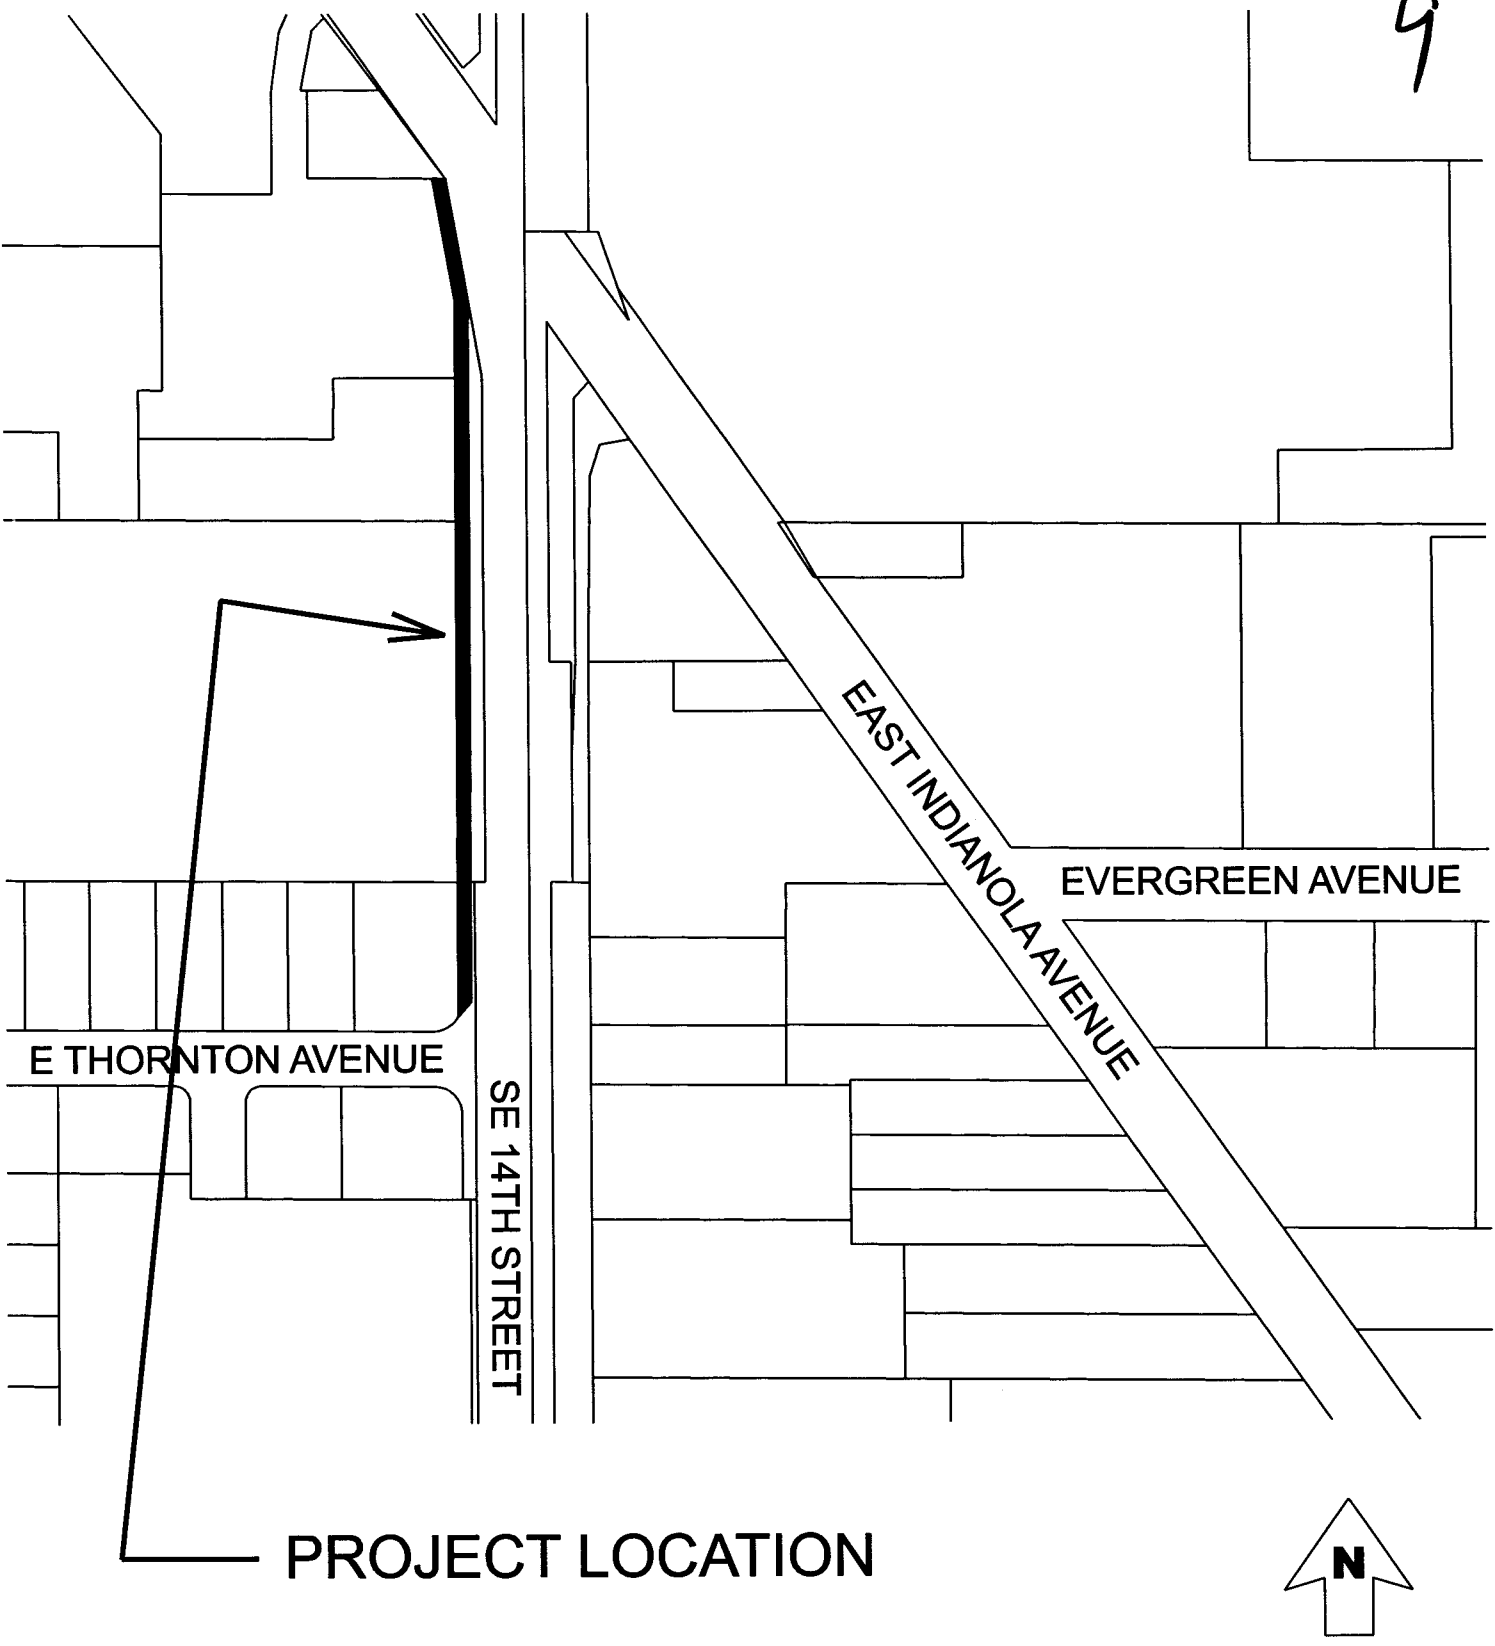 EAST INDIANOLA AVENUE
EVERGREEN AVENUE
E THORNTON AVENUE
SE 14TH STREET
PROJECT LOCATION
N